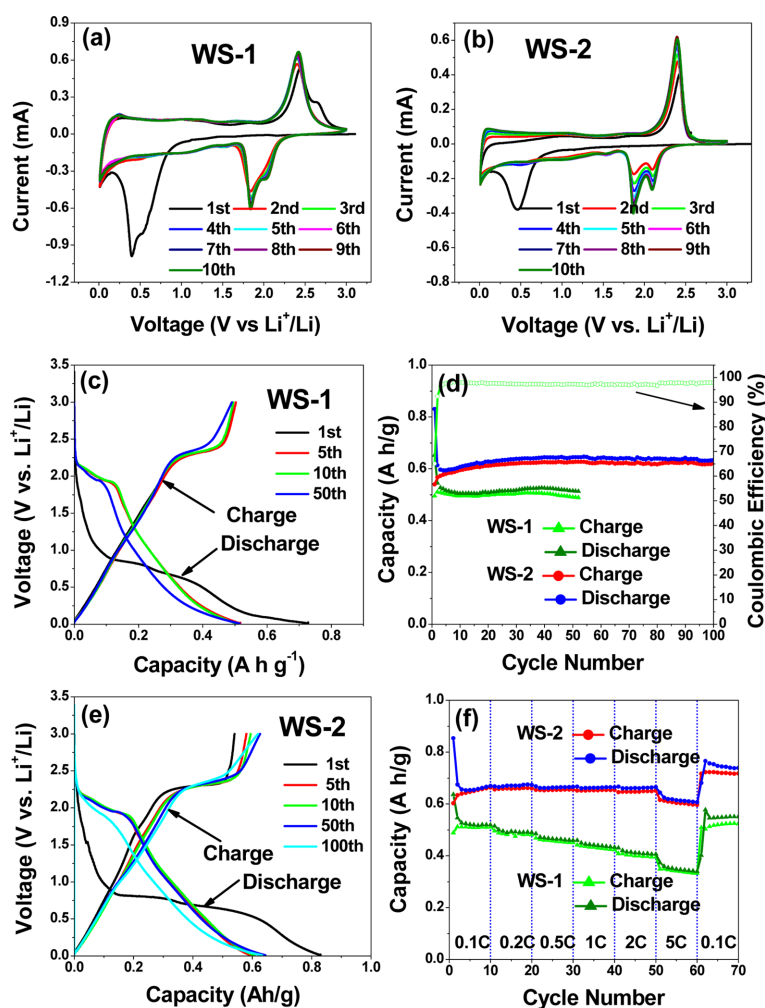 (a) WS-1
Current (mA)
0.9
0.6
0.3
0.0
-0.3
-0.6
-0.9
-1.2
1st 2nd 3rd
4th 5th 6th
7th 8th 9th
10th
0.0 0.5 1.0 1.5 2.0 2.5 3.0
Voltage (V vs Li⁺/Li)
(b) WS-2
Current (mA)
0.6
0.4
0.2
0.0
-0.2
-0.4
-0.6
-0.8
1st 2nd 3rd
4th 5th 6th
7th 8th 9th
10th
0.0 0.5 1.0 1.5 2.0 2.5 3.0
Voltage (V vs. Li⁺/Li)
(c) WS-1
Voltage (V vs. Li⁺/Li)
3.5
3.0
2.5
2.0
1.5
1.0
0.5
0.0
1st
5th
10th
50th
Charge
Discharge
0.0 0.2 0.4 0.6 0.8
Capacity (A h g⁻¹)
(d)
Capacity (A h/g)
1.0
0.8
0.6
0.4
0.2
0.0
WS-1 Charge
Discharge
WS-2 Charge
Discharge
0 10 20 30 40 50 60 70 80 90 100
Cycle Number
100
90
80
70
60
50
40
30
20
10
0
Coulombic Efficiency (%)
(e) WS-2
Voltage (V vs. Li⁺/Li)
3.5
3.0
2.5
2.0
1.5
1.0
0.5
0.0
1st
5th
10th
50th
100th
Charge
Discharge
0.0 0.2 0.4 0.6 0.8 1.0
Capacity (Ah/g)
(f)
Capacity (A h/g)
1.0
0.8
0.6
0.4
0.2
0.0
WS-2 Charge
Discharge
WS-1 Charge
Discharge
0.1C 0.2C 0.5C 1C 2C 5C 0.1C
0 10 20 30 40 50 60 70
Cycle Number